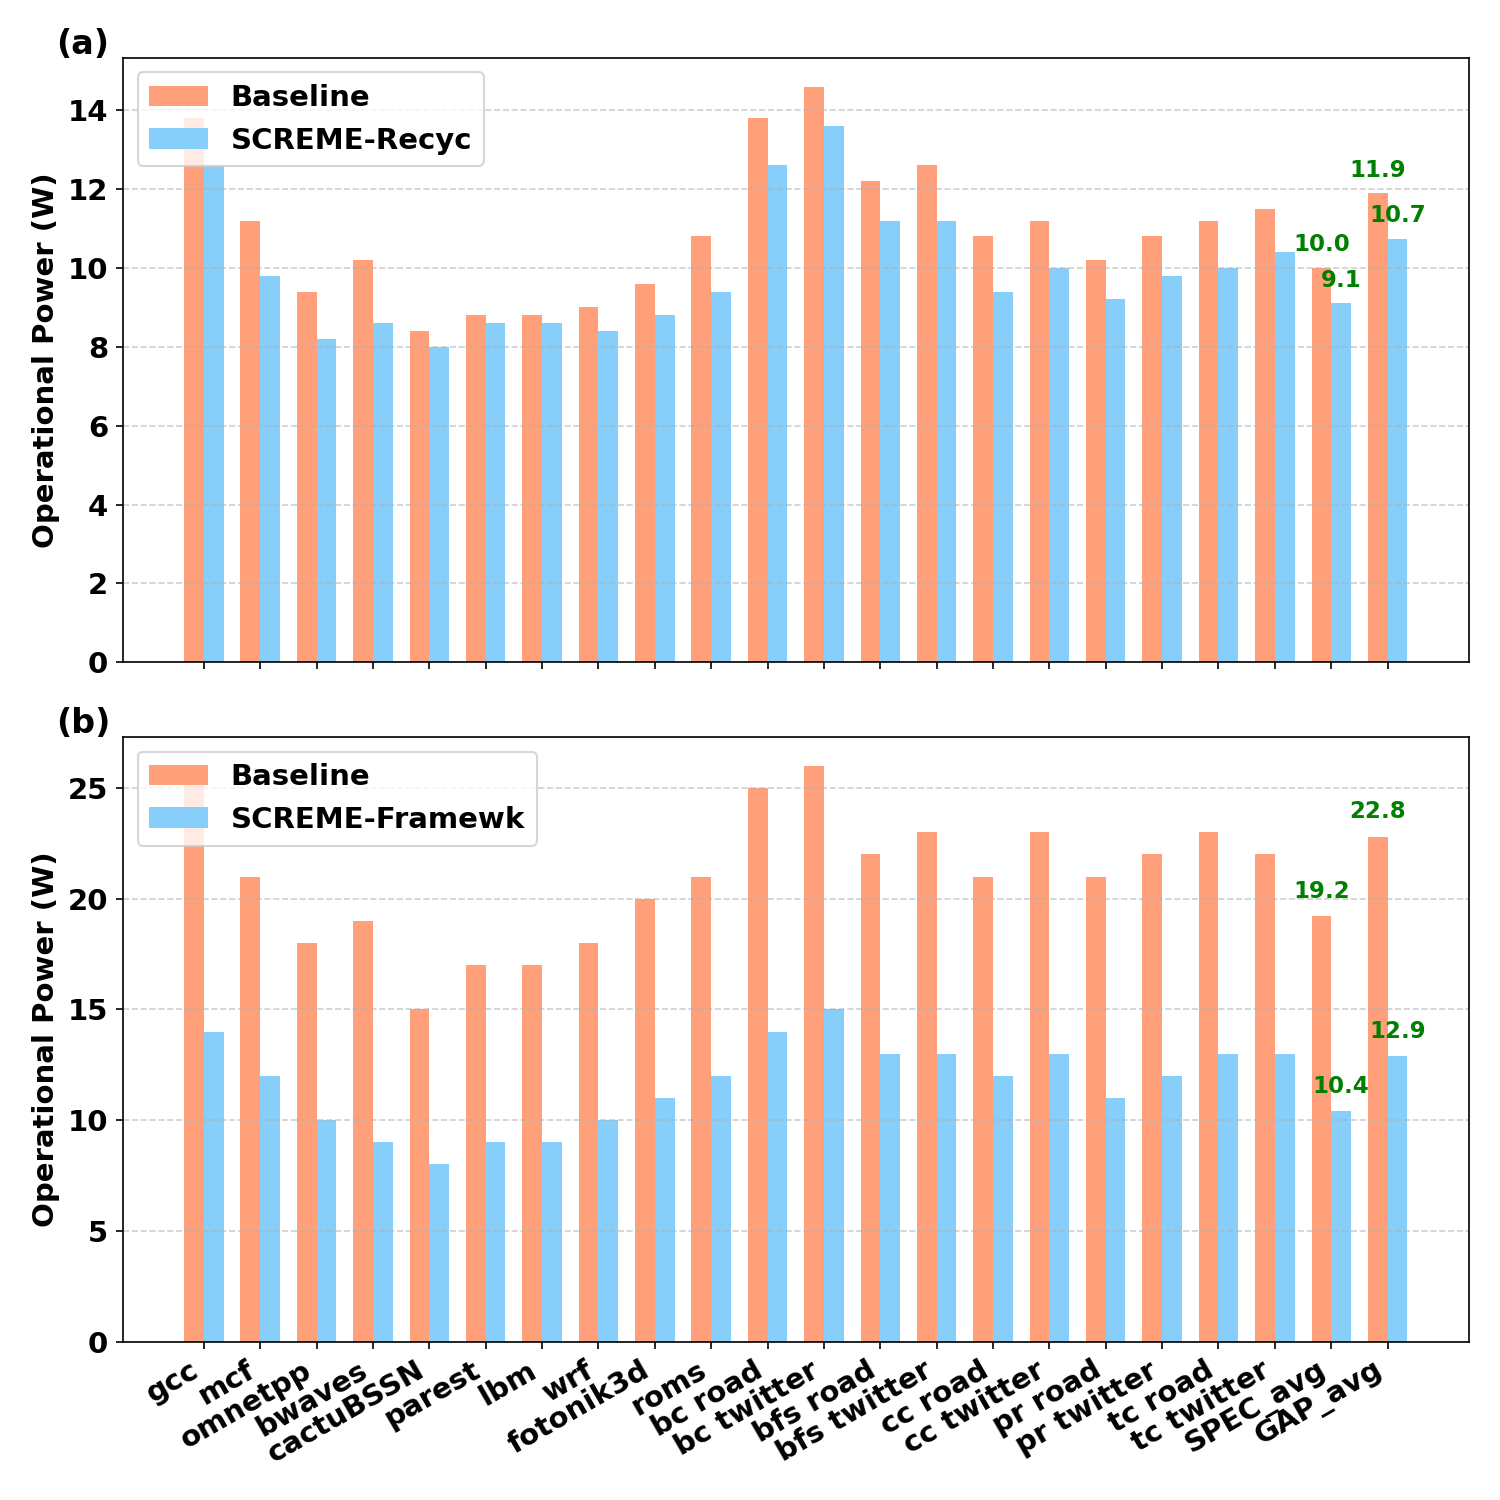 (a)
Baseline
SCREME-Recyc
Operational Power (W)
14
12
10
8
6
4
2
0
11.9
10.7
10.0
9.1
(b)
Baseline
SCREME-Framewk
Operational Power (W)
25
20
15
10
5
0
22.8
19.2
12.9
10.4
gcc
mcf
omnetpp
bwaves
cactuBSSN
parest
lbm
wrf
fotonik3d
roms
bc road
bc twitter
bfs road
bfs twitter
cc road
cc twitter
pr road
pr twitter
tc road
tc twitter
SPEC_avg
GAP_avg